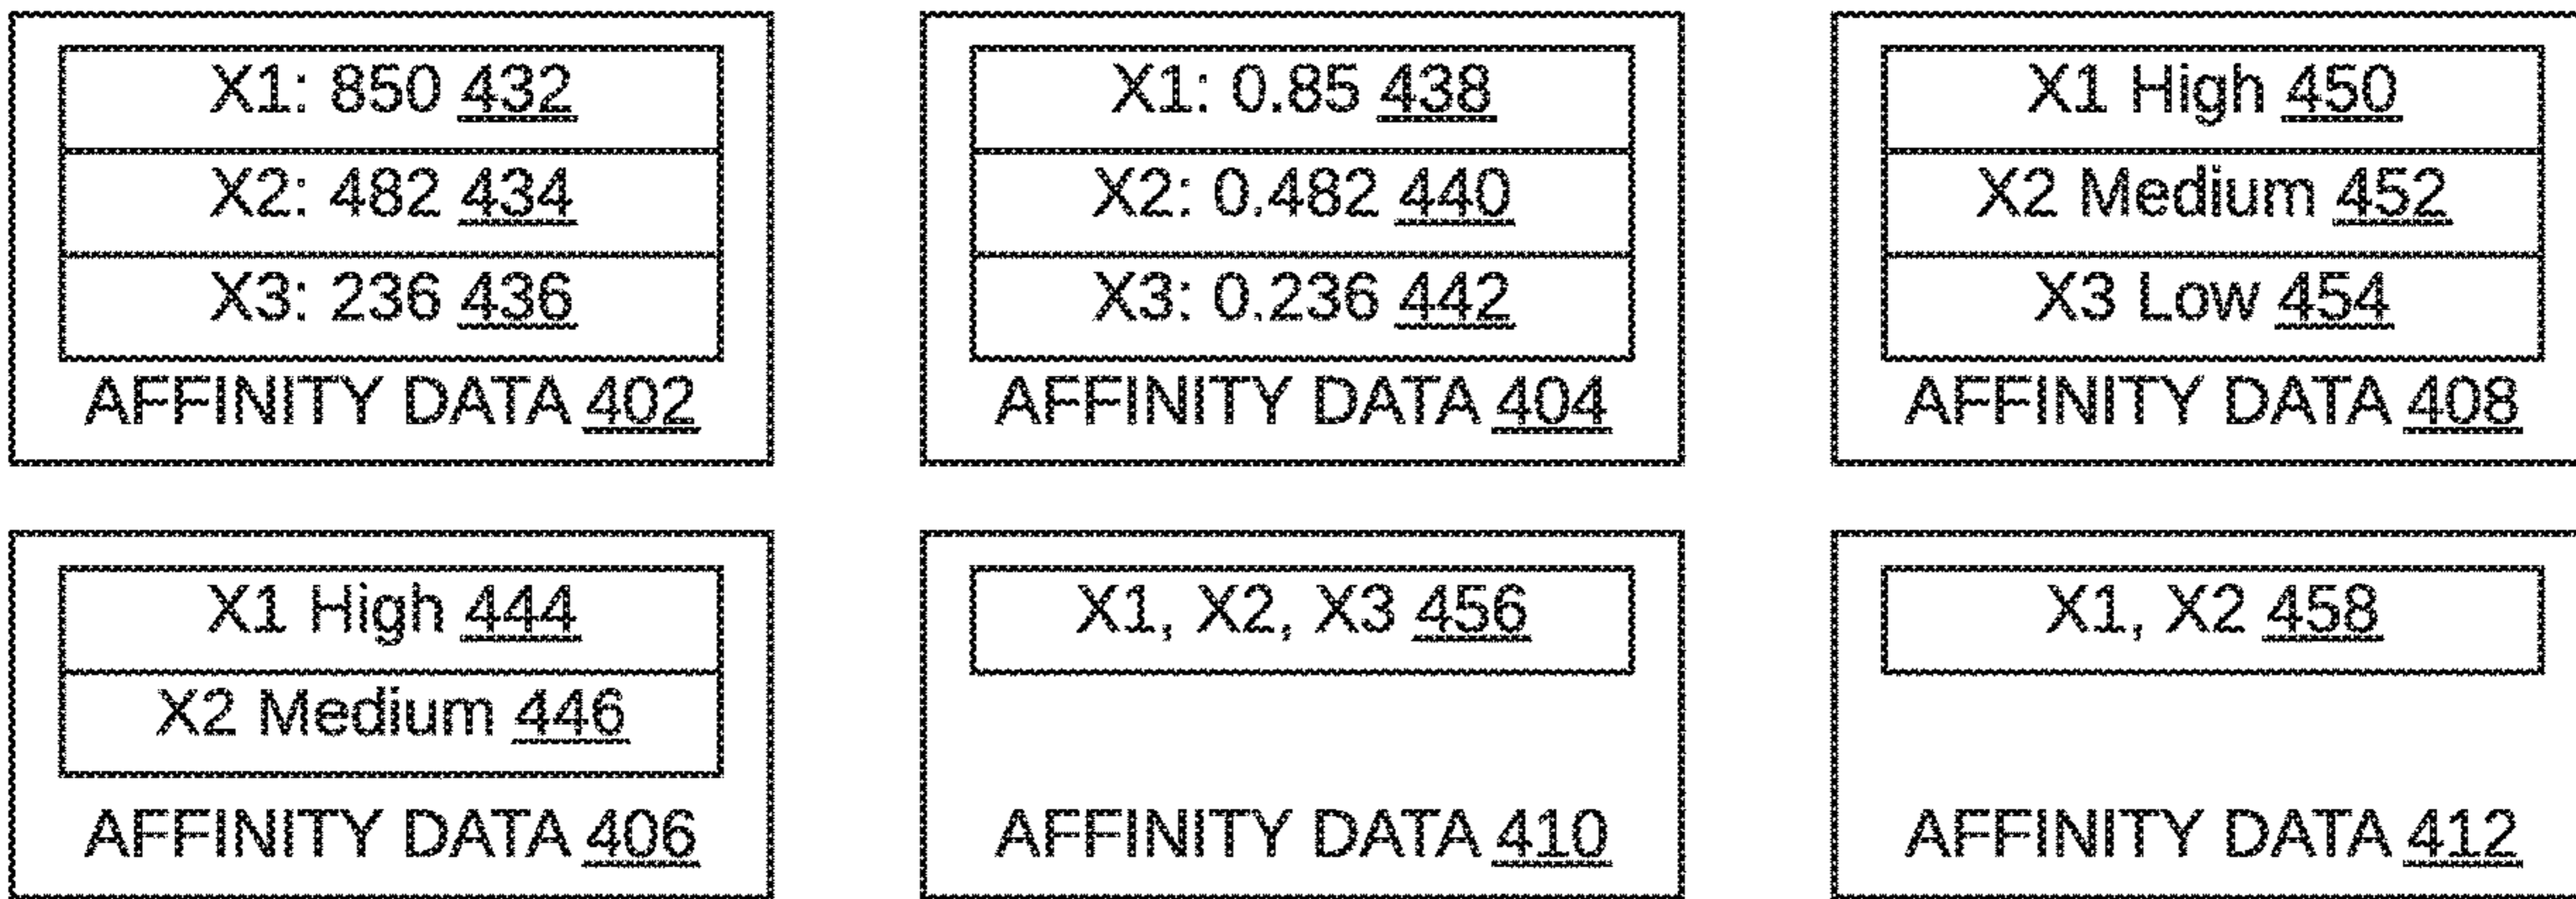 X1: 850 432
X2: 482 434
X3: 236 436
AFFINITY DATA 402
X1: 0.85 438
X2: 0.482 440
X3: 0.236 442
AFFINITY DATA 404
X1 High 450
X2 Medium 452
X3 Low 454
AFFINITY DATA 408
X1 High 444
X2 Medium 446
AFFINITY DATA 406
X1, X2, X3 456
AFFINITY DATA 410
X1, X2 458
AFFINITY DATA 412